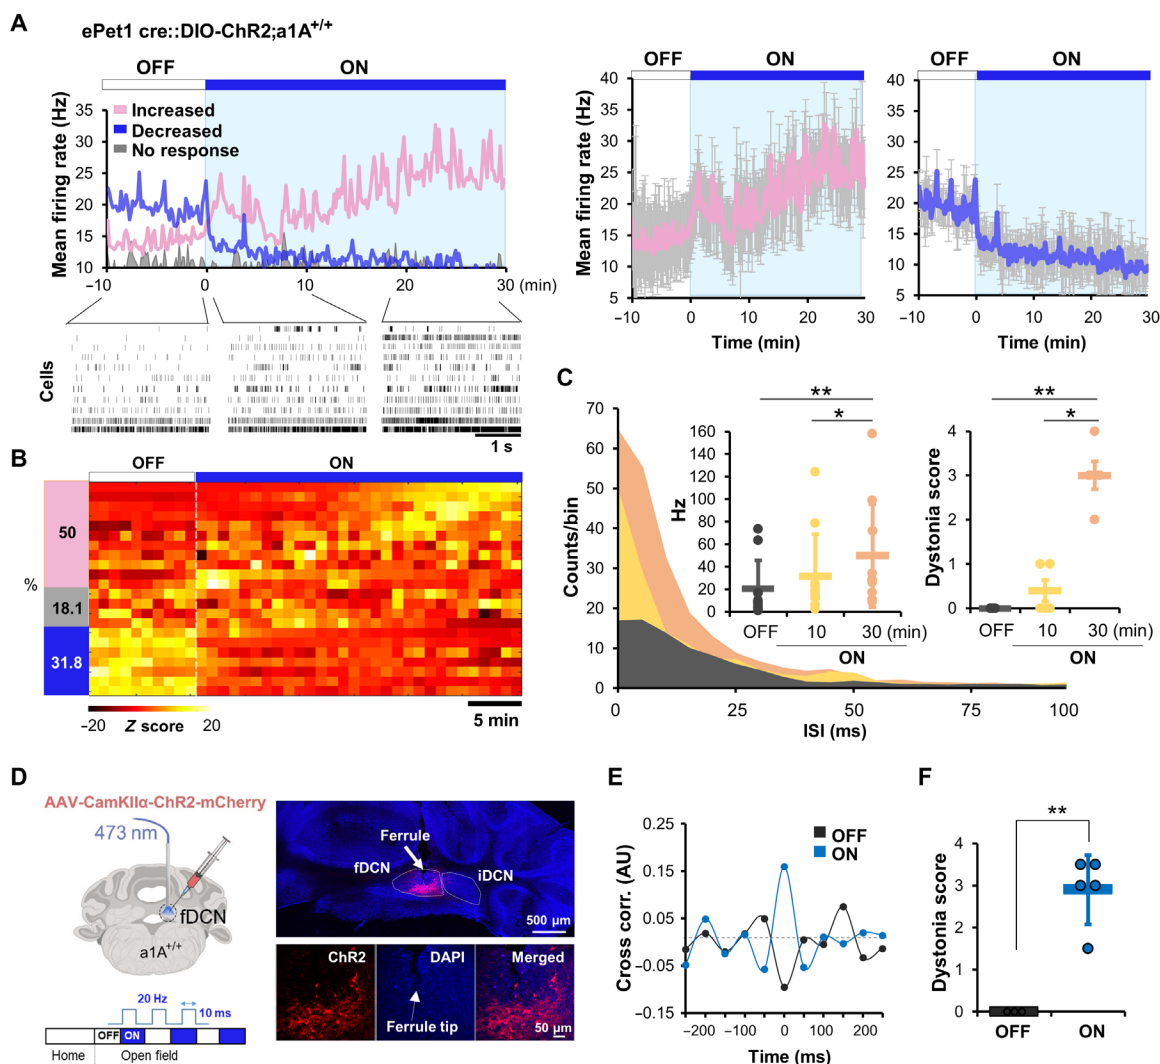 A
ePet1 cre::DIO-ChR2;a1A+/+
OFF ON
Mean firing rate (Hz)
35
30
25
20
15
10
Increased
Decreased
No response
−10 0 10 20 30 (min)
Cells
1 s
OFF ON
Mean firing rate (Hz)
40
35
30
25
20
15
10
5
−10 0 10 20 30
Time (min)
OFF ON
Mean firing rate (Hz)
40
35
30
25
20
15
10
5
−10 0 10 20 30
Time (min)
B
OFF ON
%
50
18.1
31.8
−20 Z score 20
5 min
C
Counts/bin
70
60
50
40
30
20
10
0
0 25 50 75 100
ISI (ms)
**
*
Hz
160
140
120
100
80
60
40
20
0
OFF 10 30 (min)
ON
**
*
Dystonia score
4
3
2
1
0
OFF 10 30 (min)
ON
D
AAV-CamKIIα-ChR2-mCherry
473 nm
fDCN
a1A+/+
20 Hz
10 ms
OFF ON
Home Open field
Ferrule
fDCN
iDCN
500 µm
ChR2 DAPI Merged
Ferrule tip
50 µm
E
Cross corr. (AU)
0.25
0.15
0.05
−0.05
−0.15
OFF
ON
−200 −100 0 100 200
Time (ms)
F
**
Dystonia score
4
3
2
1
0
OFF ON